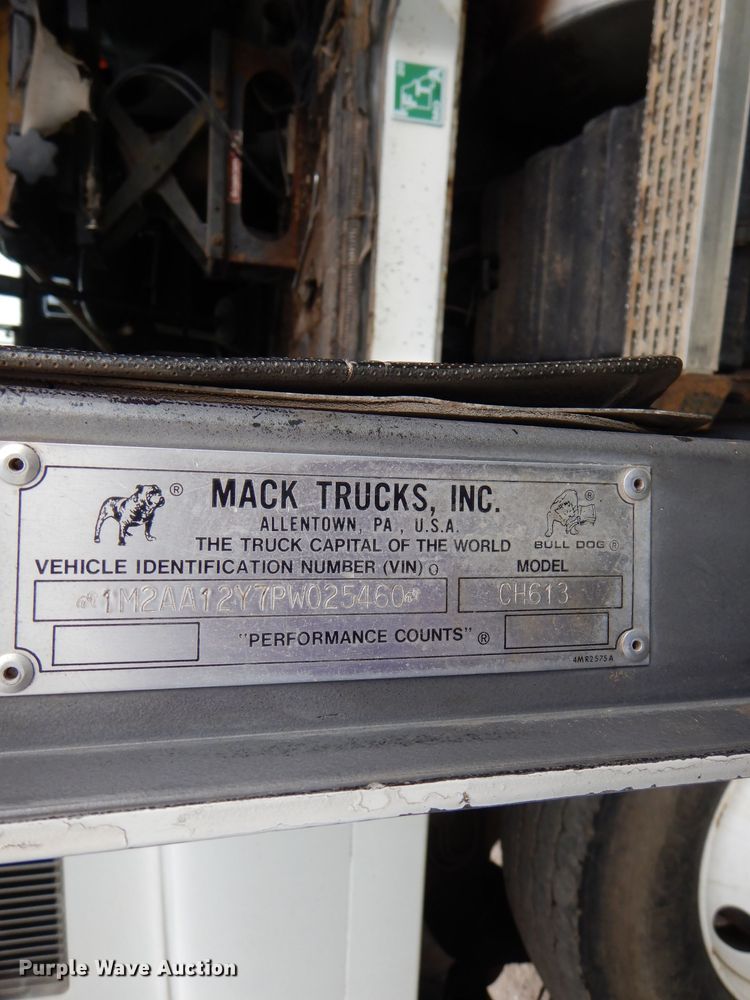 MACK TRUCKS, INC.
ALLENTOWN, PA, U.S.A.
THE TRUCK CAPITAL OF THE WORLD
BULL DOG ®
VEHICLE IDENTIFICATION NUMBER (VIN)
MODEL
1M2AA12Y7PW025460
CH613
"PERFORMANCE COUNTS" ®
4MR2575A
Purple Wave Auction